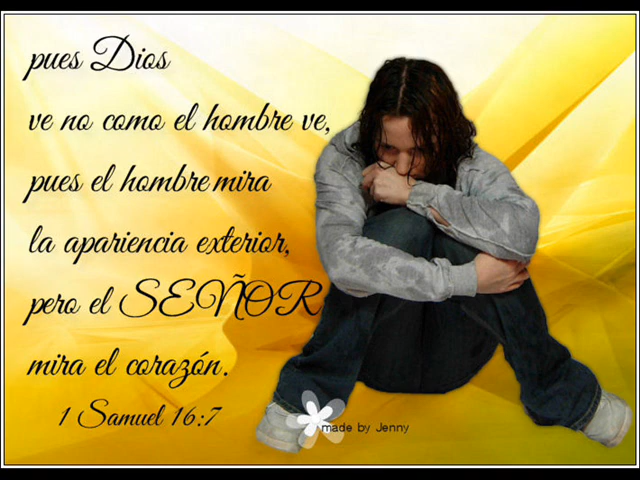 pues Dios
ve no como el hombre ve,
pues el hombre mira
la apariencia exterior,
pero el SEÑOR
mira el corazón.
1 Samuel 16:7
made by Jenny